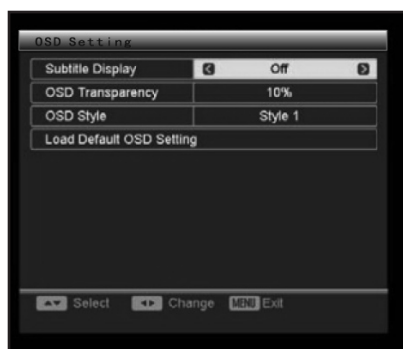 OSD Setting
Subtitle Display Off
OSD Transparency 10%
OSD Style Style 1
Load Default OSD Setting
Select Change MENU Exit